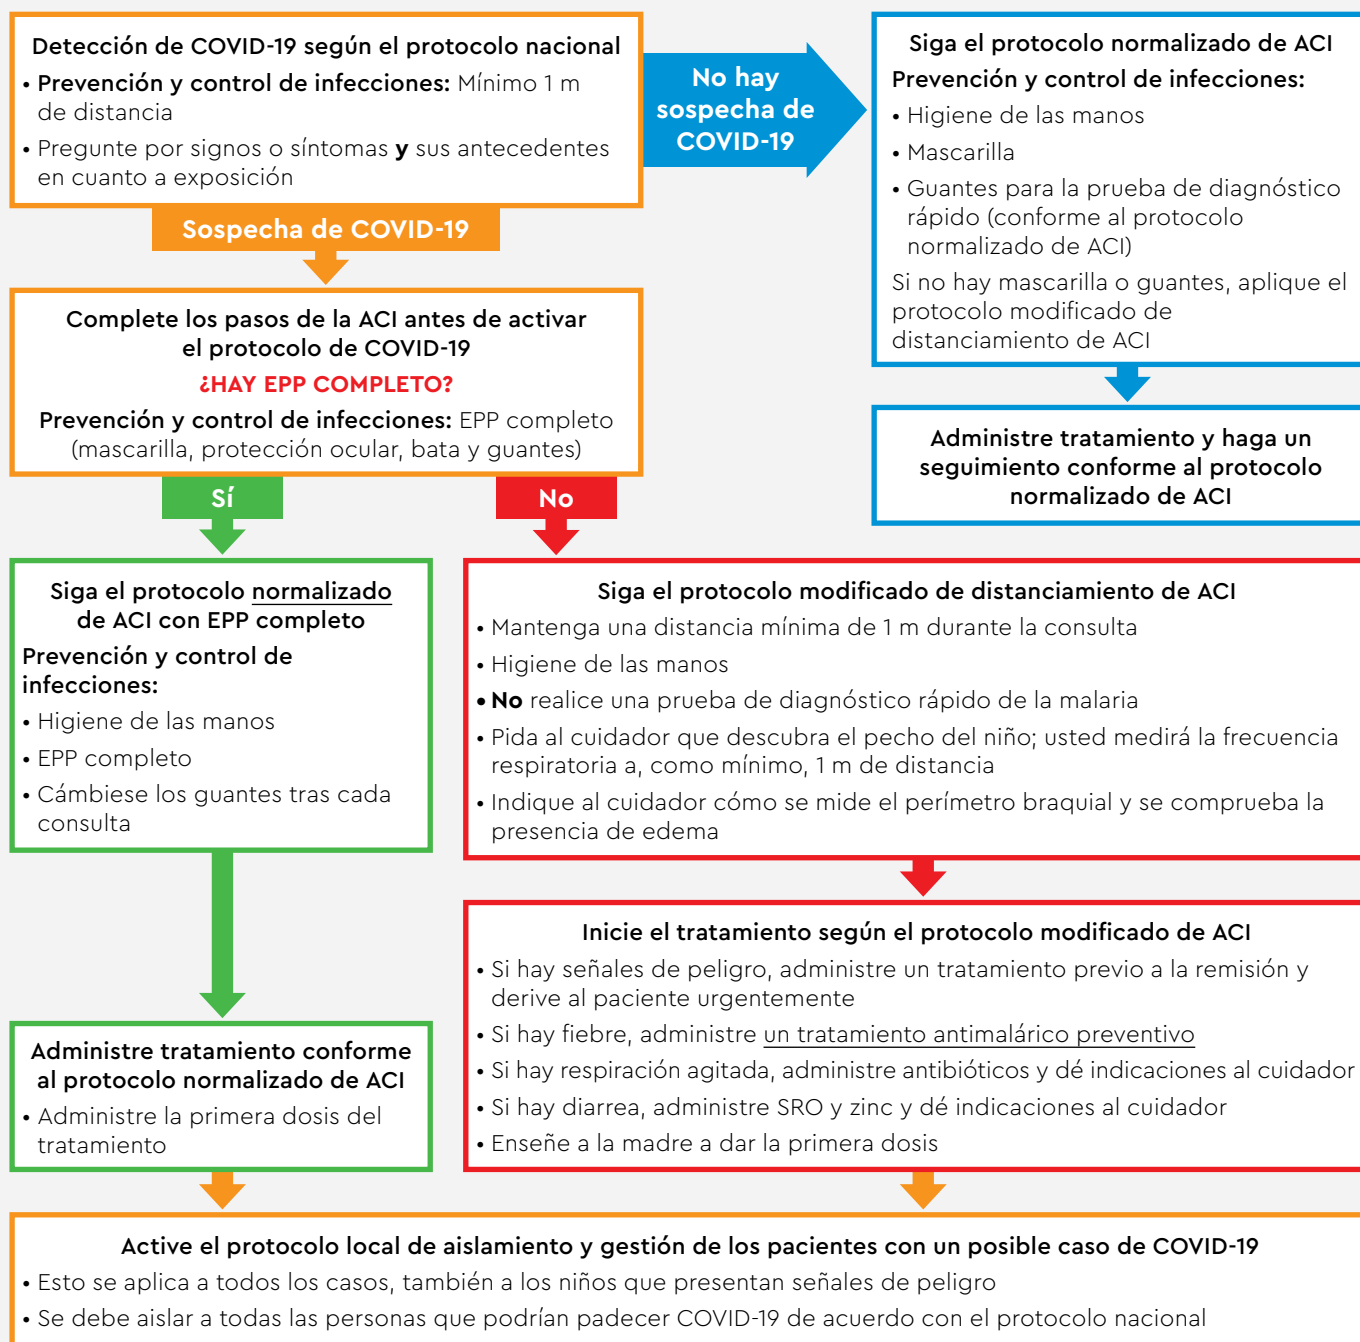 Detección de COVID-19 según el protocolo nacional
• Prevención y control de infecciones: Mínimo 1 m
de distancia
• Pregunte por signos o síntomas y sus antecedentes
en cuanto a exposición
No hay
sospecha de
COVID-19
Siga el protocolo normalizado de ACI
Prevención y control de infecciones:
• Higiene de las manos
• Mascarilla
• Guantes para la prueba de diagnóstico
rápido (conforme al protocolo
normalizado de ACI)
Si no hay mascarilla o guantes, aplique el
protocolo modificado de
distanciamiento de ACI
Administre tratamiento y haga un
seguimiento conforme al protocolo
normalizado de ACI
Sospecha de COVID-19
Complete los pasos de la ACI antes de activar
el protocolo de COVID-19
¿HAY EPP COMPLETO?
Prevención y control de infecciones: EPP completo
(mascarilla, protección ocular, bata y guantes)
Sí
No
Siga el protocolo normalizado
de ACI con EPP completo
Prevención y control de
infecciones:
• Higiene de las manos
• EPP completo
• Cámbiese los guantes tras cada
consulta
Administre tratamiento conforme
al protocolo normalizado de ACI
• Administre la primera dosis del
tratamiento
Siga el protocolo modificado de distanciamiento de ACI
• Mantenga una distancia mínima de 1 m durante la consulta
• Higiene de las manos
• No realice una prueba de diagnóstico rápido de la malaria
• Pida al cuidador que descubra el pecho del niño; usted medirá la frecuencia
respiratoria a, como mínimo, 1 m de distancia
• Indique al cuidador cómo se mide el perímetro braquial y se comprueba la
presencia de edema
Inicie el tratamiento según el protocolo modificado de ACI
• Si hay señales de peligro, administre un tratamiento previo a la remisión y
derive al paciente urgentemente
• Si hay fiebre, administre un tratamiento antimalárico preventivo
• Si hay respiración agitada, administre antibióticos y dé indicaciones al cuidador
• Si hay diarrea, administre SRO y zinc y dé indicaciones al cuidador
• Enseñe a la madre a dar la primera dosis
Active el protocolo local de aislamiento y gestión de los pacientes con un posible caso de COVID-19
• Esto se aplica a todos los casos, también a los niños que presentan señales de peligro
• Se debe aislar a todas las personas que podrían padecer COVID-19 de acuerdo con el protocolo nacional